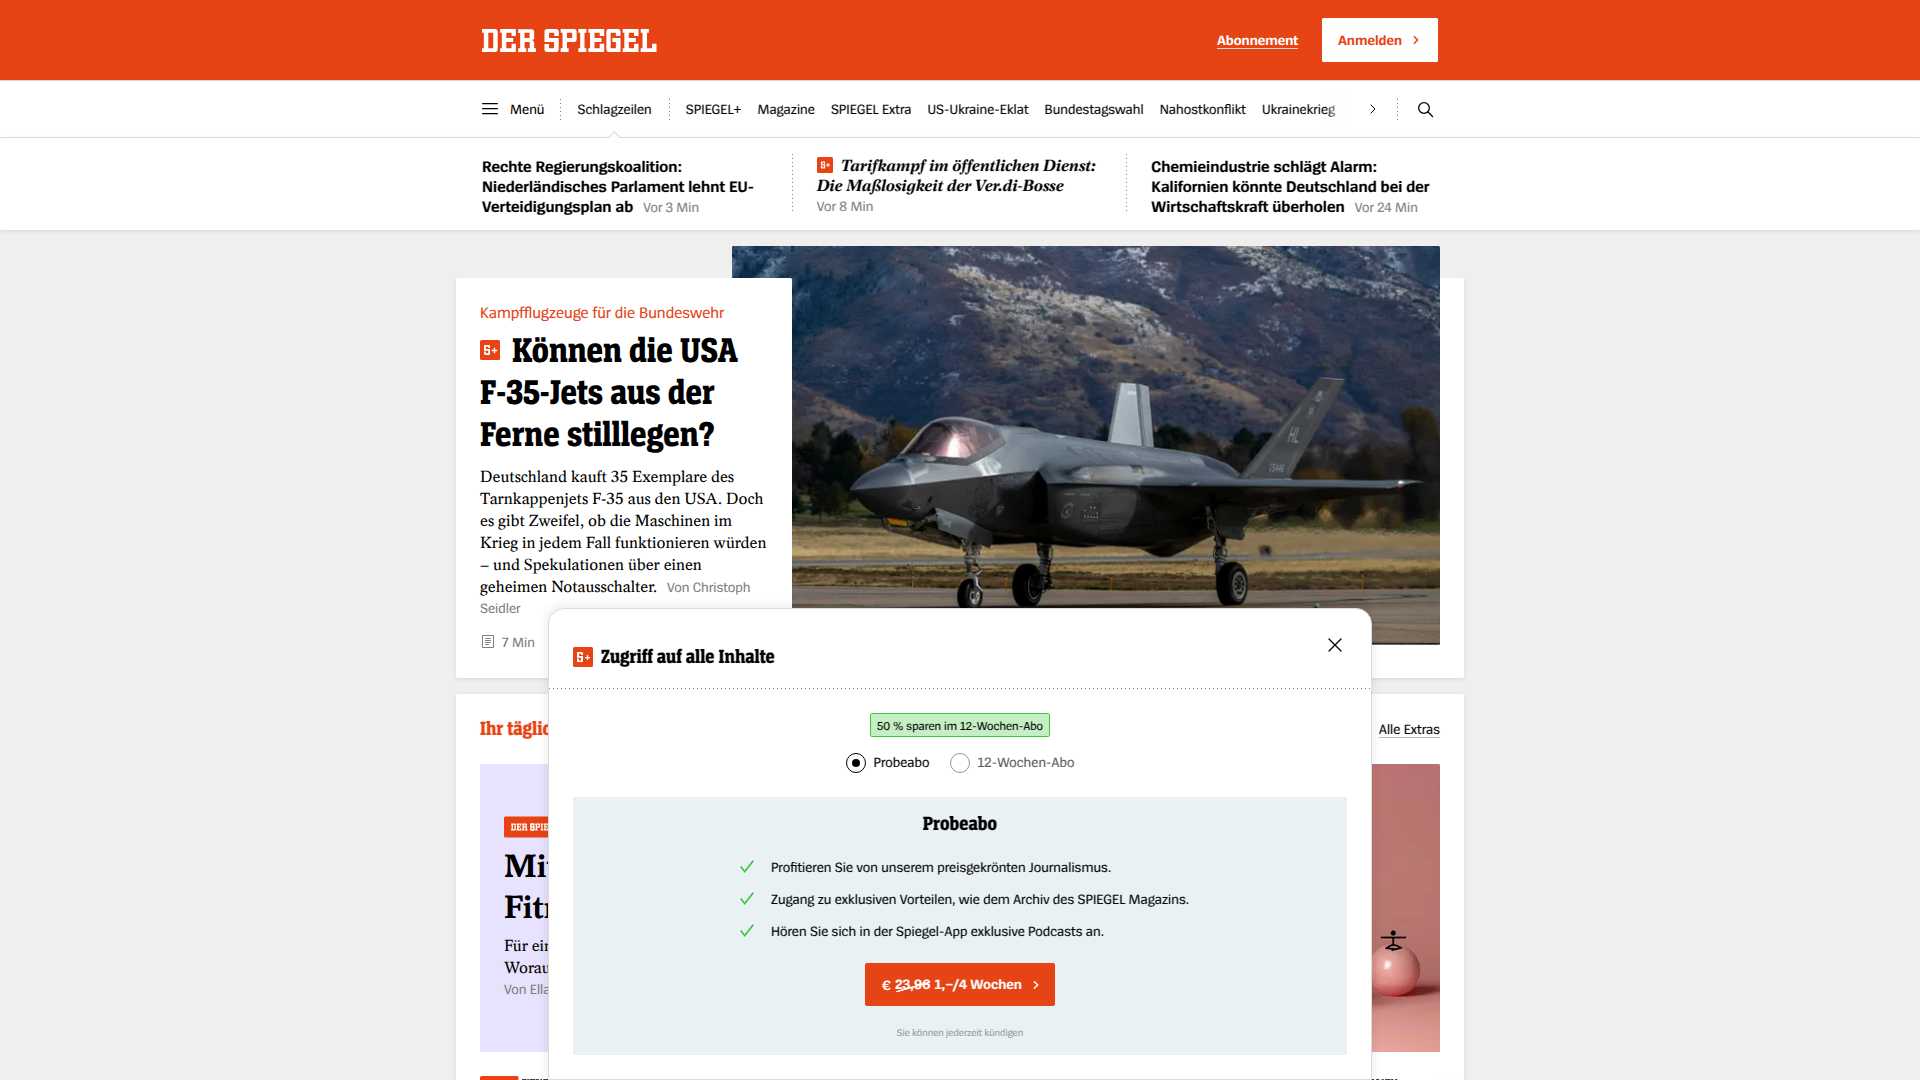 DER SPIEGEL
Abonnement
Anmelden
Menü
Schlagzeilen
SPIEGEL+
Magazine
SPIEGEL Extra
US-Ukraine-Eklat
Bundestagswahl
Nahostkonflikt
Ukrainekrieg
Rechte Regierungskoalition:
Niederländisches Parlament lehnt EU-
Verteidigungsplan ab Vor 3 Min
Tarifkampf im öffentlichen Dienst:
Die Maßlosigkeit der Ver.di-Bosse
Vor 8 Min
Chemieindustrie schlägt Alarm:
Kalifornien könnte Deutschland bei der
Wirtschaftskraft überholen Vor 24 Min
Kampfflugzeuge für die Bundeswehr
Können die USA
F-35-Jets aus der
Ferne stilllegen?
Deutschland kauft 35 Exemplare des
Tarnkappenjets F-35 aus den USA. Doch
es gibt Zweifel, ob die Maschinen im
Krieg in jedem Fall funktionieren würden
– und Spekulationen über einen
geheimen Notausschalter. Von Christoph
Seidler
7 Min
HL
Zugriff auf alle Inhalte
50 % sparen im 12-Wochen-Abo
Probeabo
12-Wochen-Abo
Probeabo
Profitieren Sie von unserem preisgekrönten Journalismus.
Zugang zu exklusiven Vorteilen, wie dem Archiv des SPIEGEL Magazins.
Hören Sie sich in der Spiegel-App exklusive Podcasts an.
€ 23,96 1,–/4 Wochen
Sie können jederzeit kündigen
Ihr täglic
Alle Extras
DER SPIE
Mi
Fit
Für ein
Worau
Von Ella